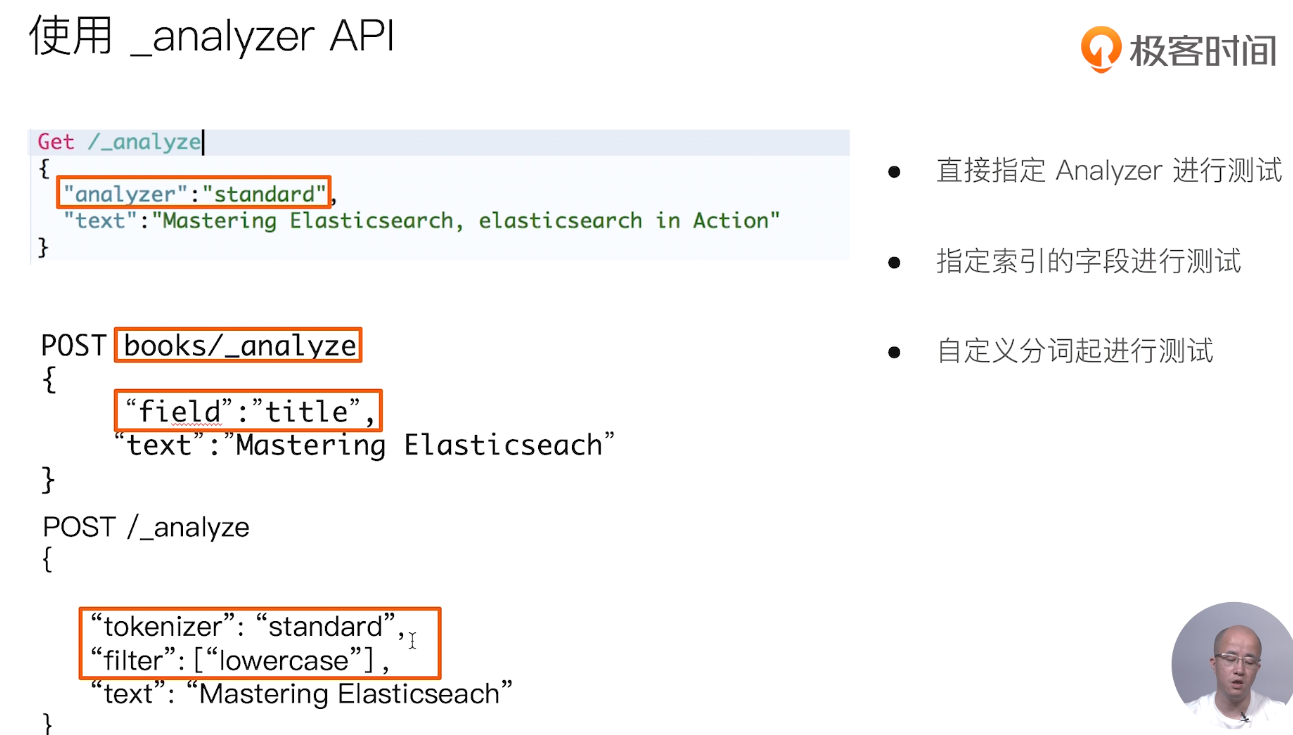 使用 _analyzer API
极客时间
Get /_analyze
{
"analyzer":"standard",
"text":"Mastering Elasticsearch, elasticsearch in Action"
}
POST books/_analyze
{
“field”:”title”,
“text”:”Mastering Elasticseach”
}
POST /_analyze
{
“tokenizer”: “standard”,
“filter”: [“lowercase”] ,
“text”: “Mastering Elasticseach”
}
● 直接指定 Analyzer 进行测试
● 指定索引的字段进行测试
● 自定义分词起进行测试